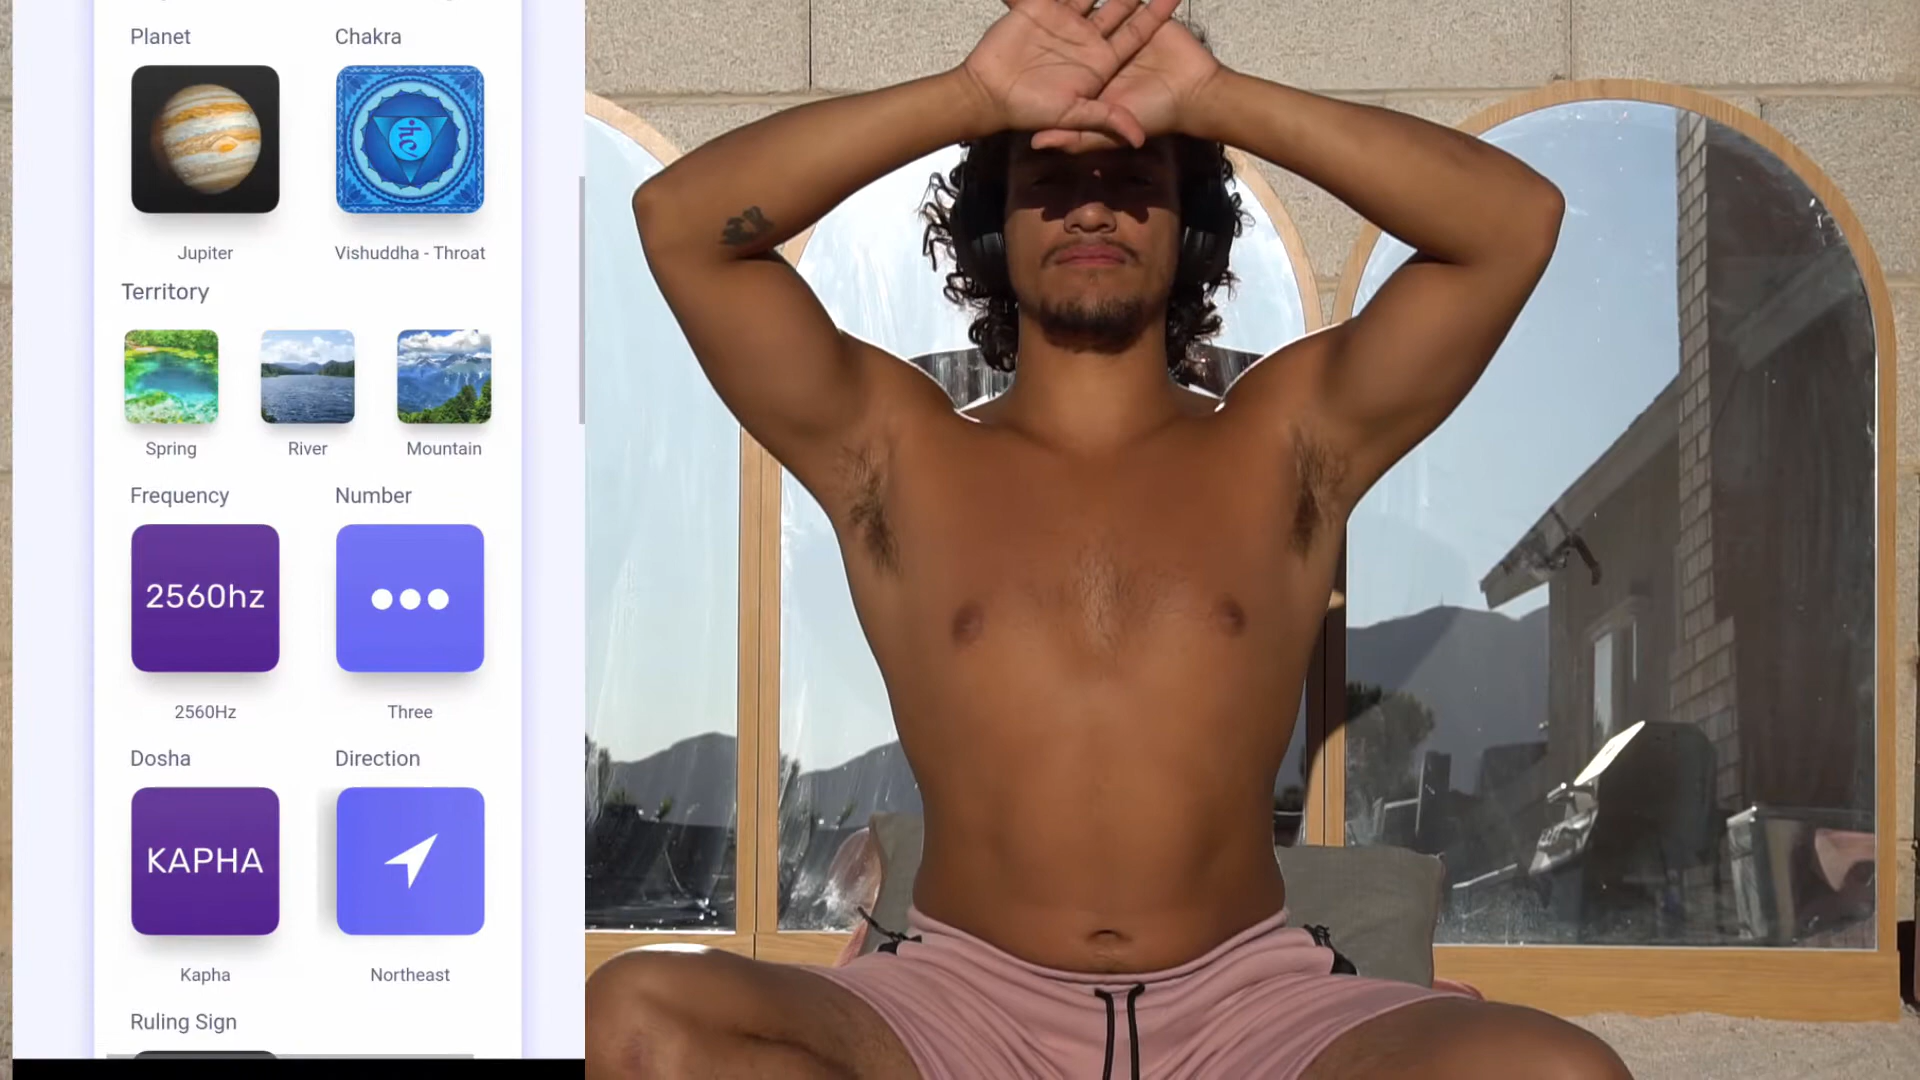 Planet
Chakra
Jupiter
Vishuddha - Throat
Territory
Spring
River
Mountain
Frequency
Number
2560hz
2560Hz
Three
Dosha
Direction
KAPHA
Kapha
Northeast
Ruling Sign